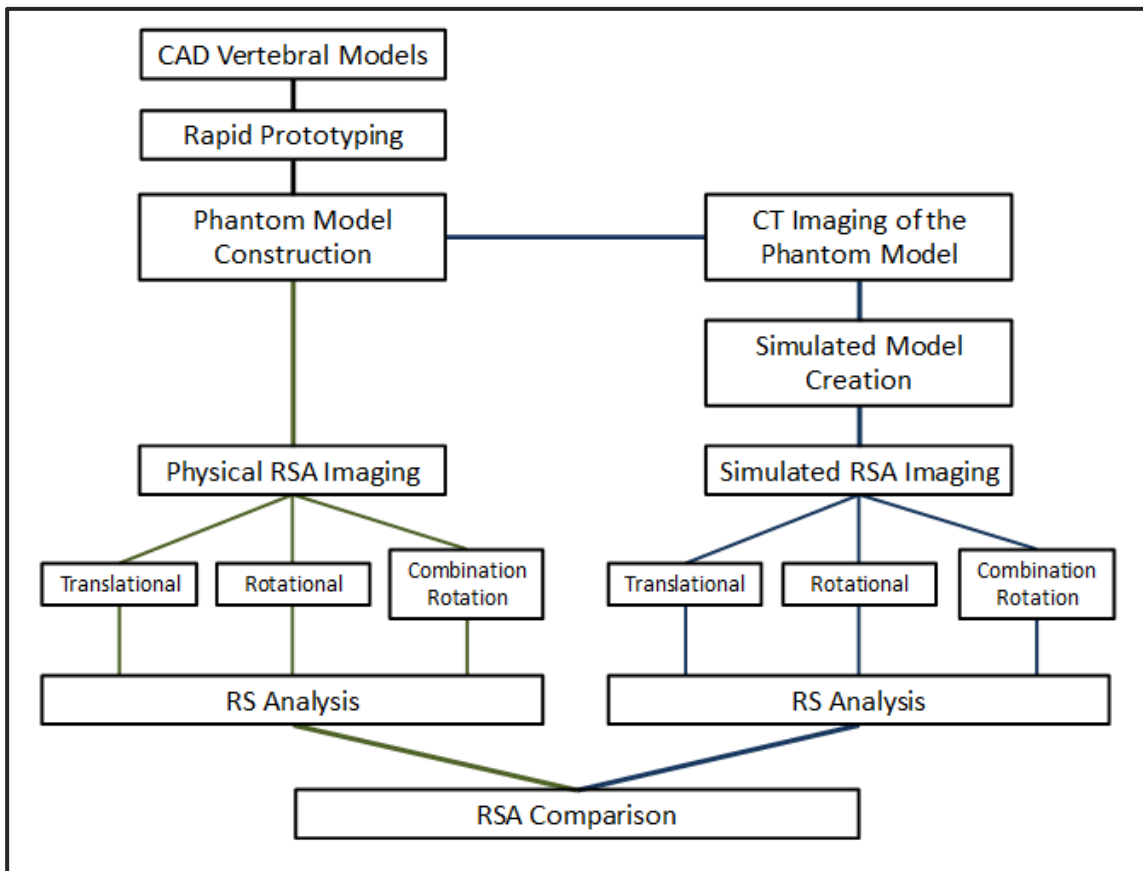 CAD Vertebral Models
Rapid Prototyping
Phantom Model
Construction
CT Imaging of the
Phantom Model
Simulated Model
Creation
Physical RSA Imaging
Simulated RSA Imaging
Translational
Rotational
Combination
Rotation
Translational
Rotational
Combination
Rotation
RS Analysis
RS Analysis
RSA Comparison